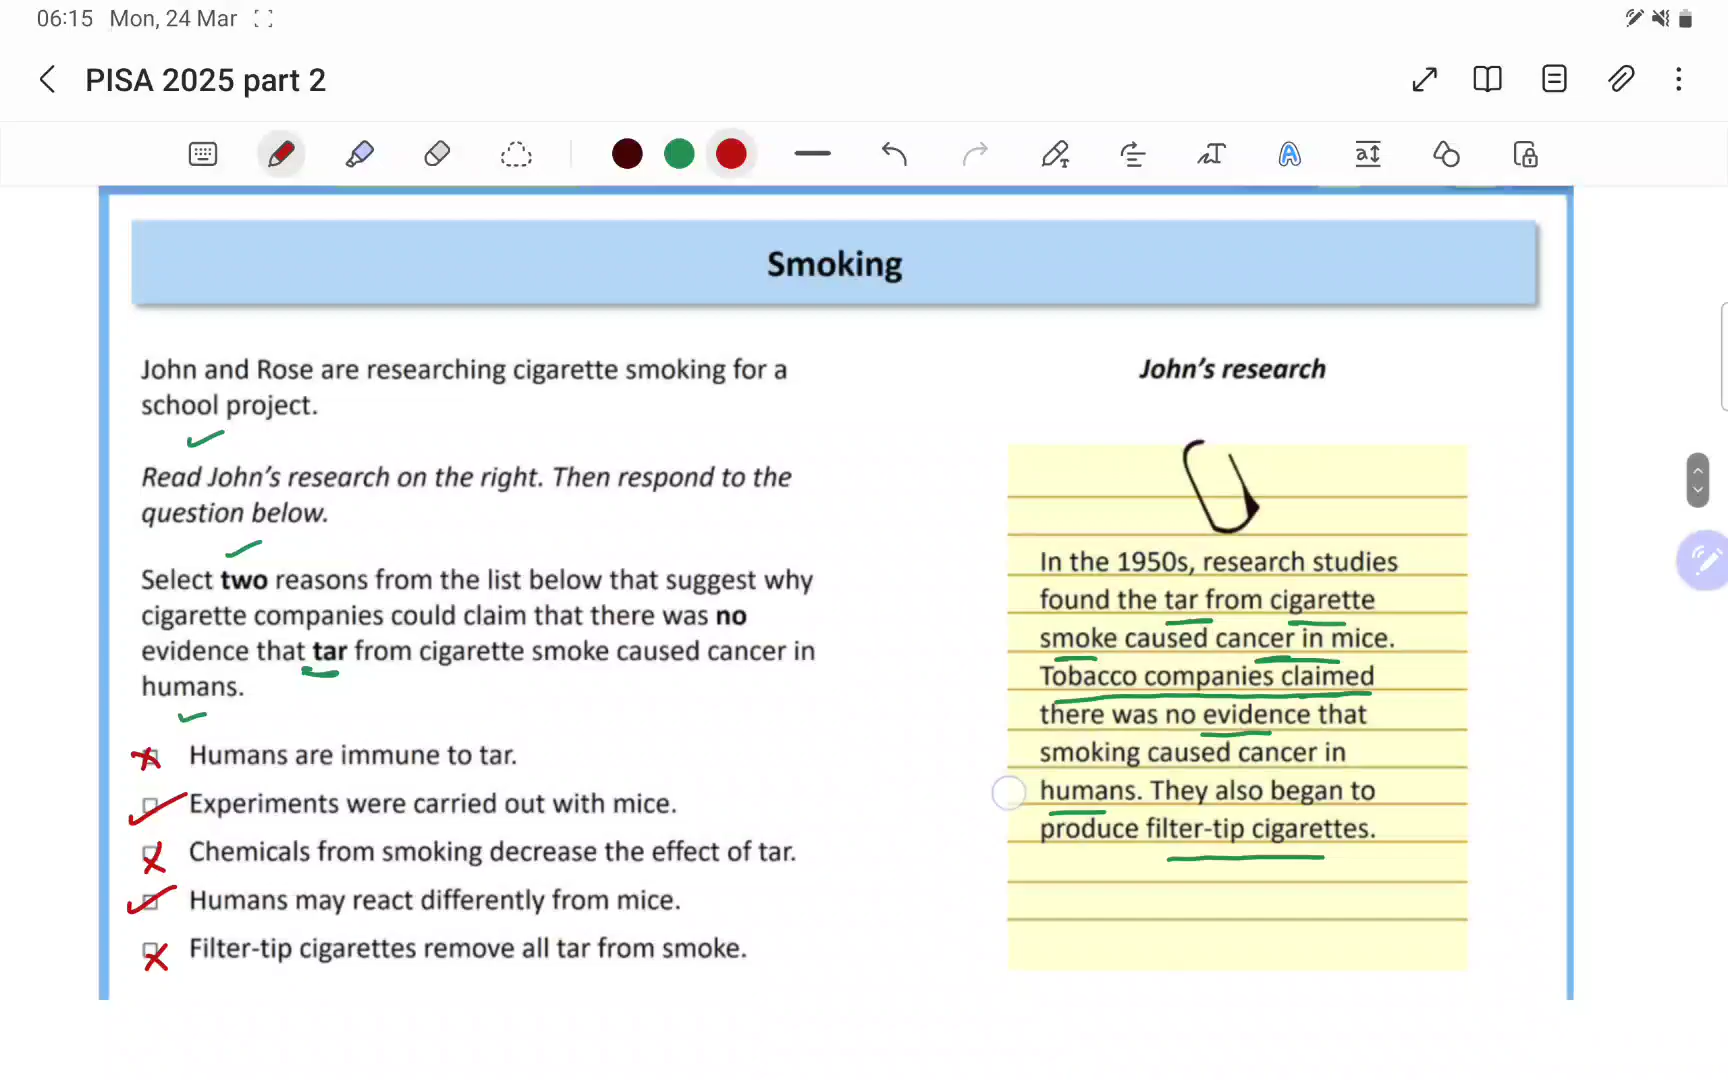 06:15 Mon, 24 Mar
PISA 2025 part 2
Smoking
John and Rose are researching cigarette smoking for a
school project.
Read John's research on the right. Then respond to the
question below.
Select two reasons from the list below that suggest why
cigarette companies could claim that there was no
evidence that tar from cigarette smoke caused cancer in
humans.
Humans are immune to tar.
Experiments were carried out with mice.
Chemicals from smoking decrease the effect of tar.
Humans may react differently from mice.
Filter-tip cigarettes remove all tar from smoke.
John's research
In the 1950s, research studies
found the tar from cigarette
smoke caused cancer in mice.
Tobacco companies claimed
there was no evidence that
smoking caused cancer in
humans. They also began to
produce filter-tip cigarettes.